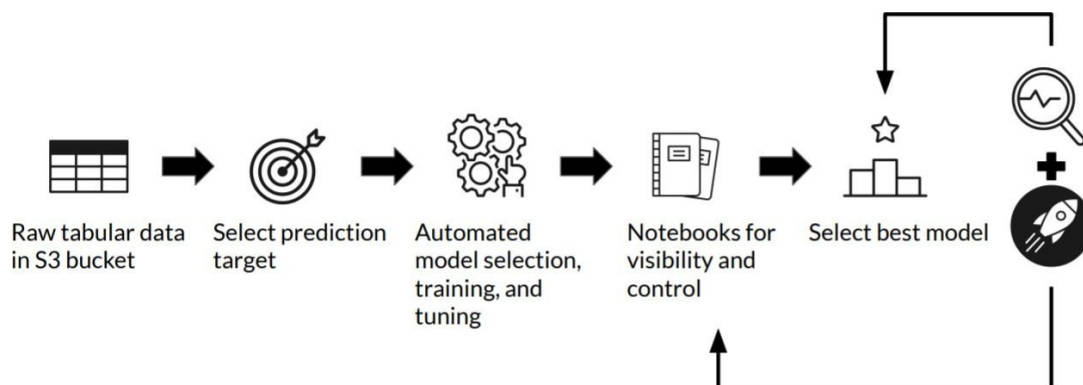 Raw tabular data
in S3 bucket
Select prediction
target
Automated
model selection,
training, and
tuning
Notebooks for
visibility and
control
Select best model